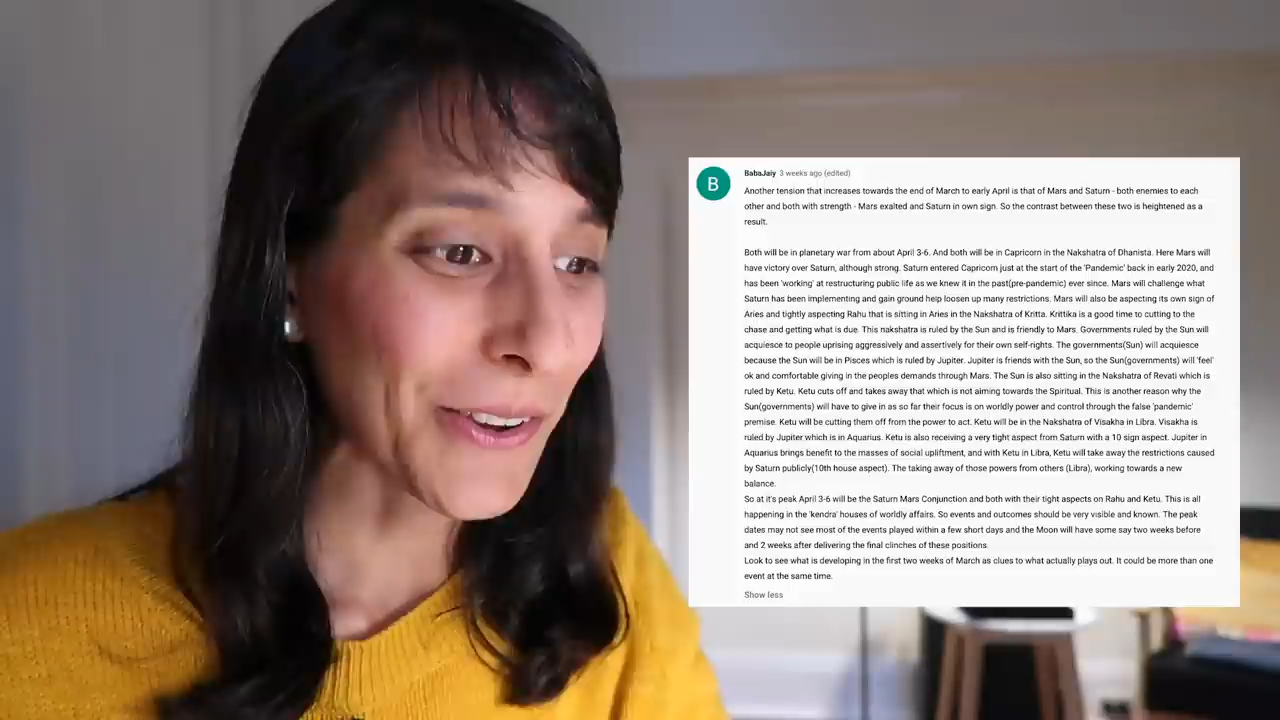 B
BabaJaiy 3 weeks ago (edited)
Another tension that increases towards the end of March to early April is that of Mars and Saturn - both enemies to each
other and both with strength - Mars exalted and Saturn in own sign. So the contrast between these two is heightened as a
result.
Both will be in planetary war from about April 3-6. And both will be in Capricorn in the Nakshatra of Dhanista. Here Mars will
have victory over Saturn, although strong. Saturn entered Capricorn just at the start of the 'Pandemic' back in early 2020, and
has been 'working' at restructuring public life as we knew it in the past(pre-pandemic) ever since. Mars will challenge what
Saturn has been implementing and gain ground help loosen up many restrictions. Mars will also be aspecting its own sign of
Aries and tightly aspecting Rahu that is sitting in Aries in the Nakshatra of Kritta. Krittika is a good time to cutting to the
chase and getting what is due. This nakshatra is ruled by the Sun and is friendly to Mars. Governments ruled by the Sun will
acquiesce to people uprising aggressively and assertively for their own self-rights. The governments(Sun) will acquiesce
because the Sun will be in Pisces which is ruled by Jupiter. Jupiter is friends with the Sun, so the Sun(governments) will 'feel'
ok and comfortable giving in the peoples demands through Mars. The Sun is also sitting in the Nakshatra of Revati which is
ruled by Ketu. Ketu cuts off and takes away that which is not aiming towards the Spiritual. This is another reason why the
Sun(governments) will have to give in as so far their focus is on worldly power and control through the false 'pandemic'
premise. Ketu will be cutting them off from the power to act. Ketu will be in the Nakshatra of Visakha in Libra. Visakha is
ruled by Jupiter which is in Aquarius. Ketu is also receiving a very tight aspect from Saturn with a 10 sign aspect. Jupiter in
Aquarius brings benefit to the masses of social upliftment, and with Ketu in Libra, Ketu will take away the restrictions caused
by Saturn publicly(10th house aspect). The taking away of those powers from others (Libra), working towards a new
balance.
So at it's peak April 3-6 will be the Saturn Mars Conjunction and both with their tight aspects on Rahu and Ketu. This is all
happening in the 'kendra' houses of worldly affairs. So events and outcomes should be very visible and known. The peak
dates may not see most of the events played within a few short days and the Moon will have some say two weeks before
and 2 weeks after delivering the final clinches of these positions.
Look to see what is developing in the first two weeks of March as clues to what actually plays out. It could be more than one
event at the same time.
Show less